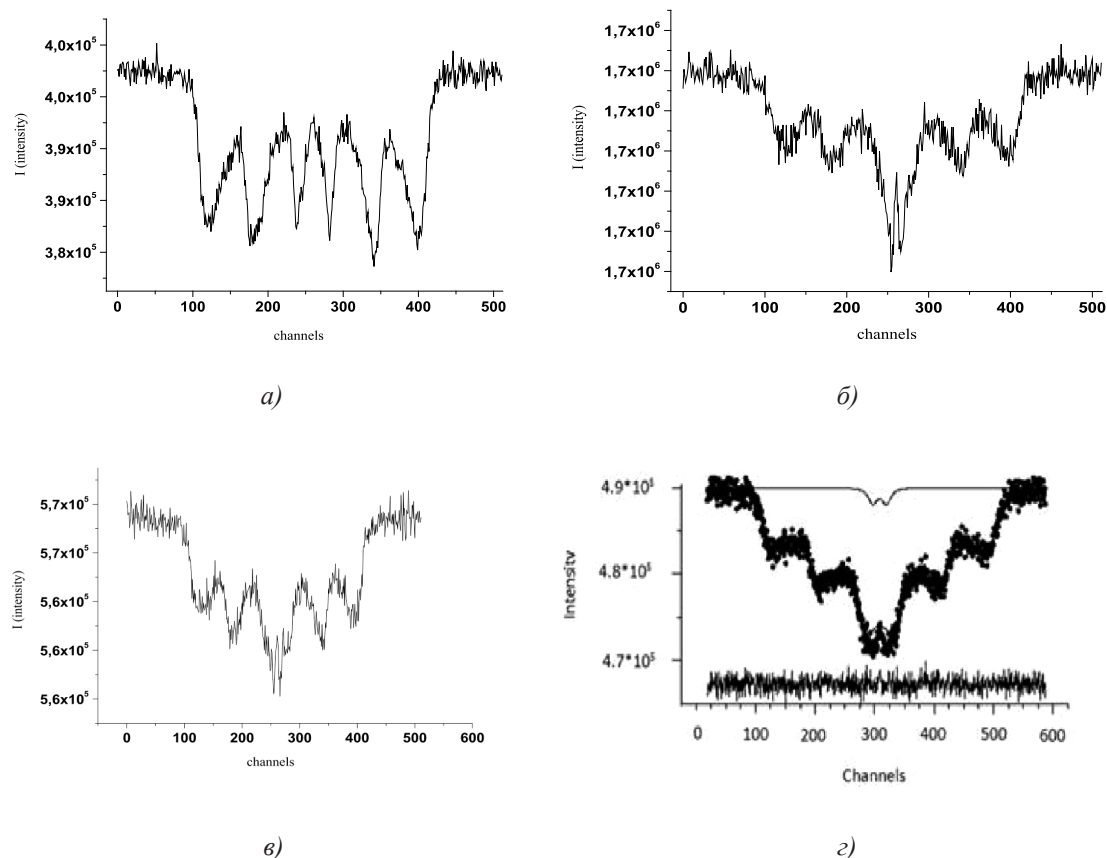 4,0x10⁵
4,0x10⁵
3,9x10⁵
3,9x10⁵
3,8x10⁵
I (intensity)
0 100 200 300 400 500
channels
а)
1,7x10⁶
1,7x10⁶
1,7x10⁶
1,7x10⁶
1,7x10⁶
1,7x10⁶
1,7x10⁶
I (intensity)
0 100 200 300 400 500
channels
б)
5,7x10⁵
5,7x10⁵
5,6x10⁵
5,6x10⁵
5,6x10⁵
I (intensity)
0 100 200 300 400 500 600
channels
в)
4.9*10⁵
4.8*10⁵
4.7*10⁵
Intensity
0 100 200 300 400 500 600
Channels
г)